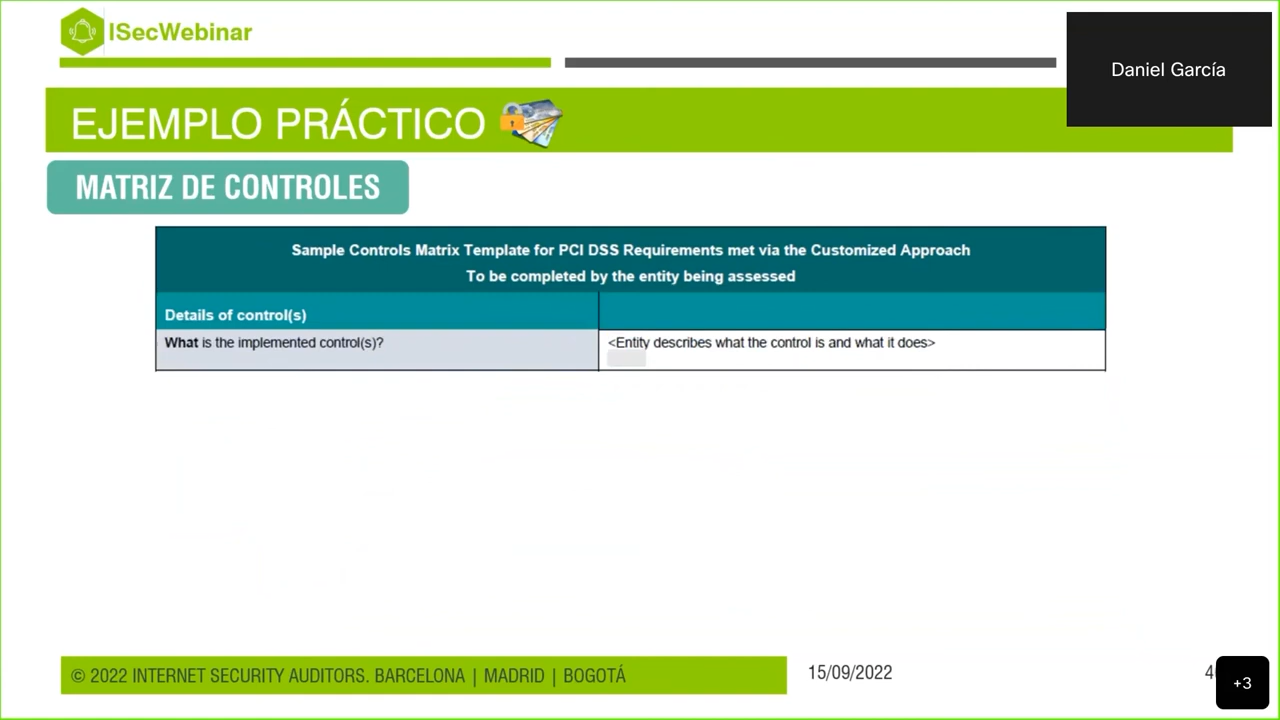 ISecWebinar
Daniel García
EJEMPLO PRÁCTICO
MATRIZ DE CONTROLES
Sample Controls Matrix Template for PCI DSS Requirements met via the Customized Approach
To be completed by the entity being assessed
Details of control(s)
What is the implemented control(s)?
<Entity describes what the control is and what it does>
© 2022 INTERNET SECURITY AUDITORS. BARCELONA | MADRID | BOGOTÁ
15/09/2022
+3